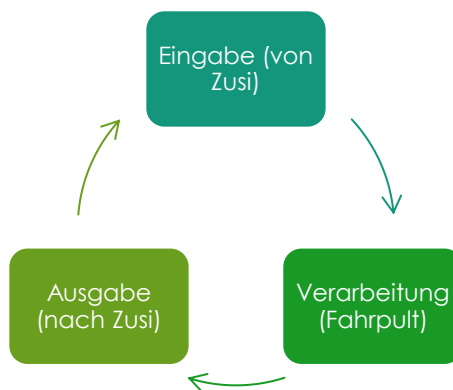 Eingabe (von
Zusi)
Verarbeitung
(Fahrpult)
Ausgabe
(nach Zusi)